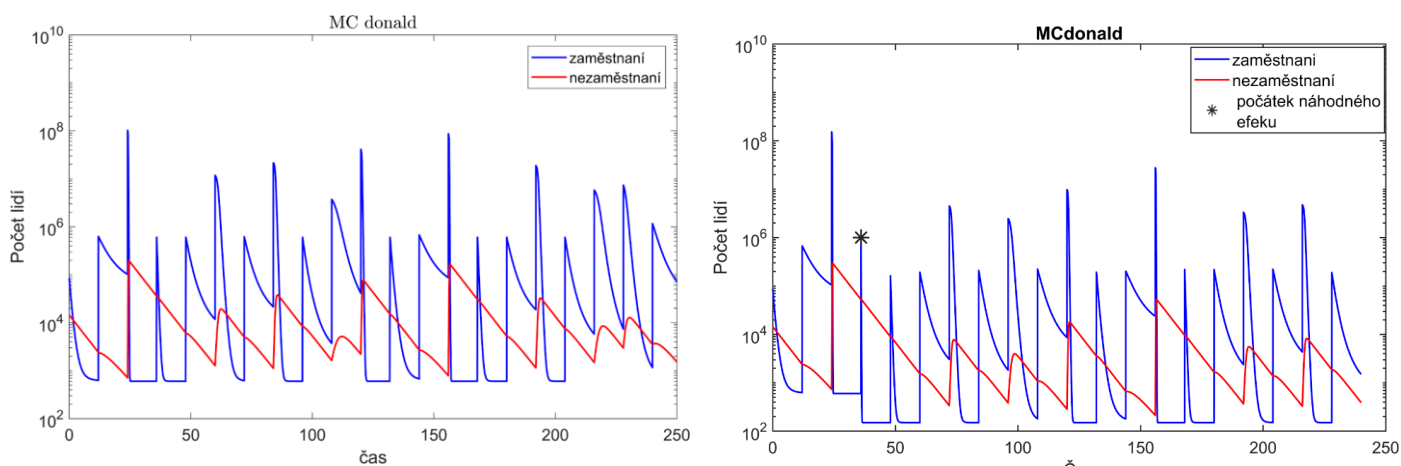 MC donald
10^10
10^8
10^6
10^4
10^2
Počet lidí
0
50
100
150
200
250
čas
zaměstnaní
nezaměstnaní
MCdonald
10^10
10^8
10^6
10^4
10^2
Počet lidí
0
50
100
150
200
250
zaměstnani
nezaměstnaní
počátek náhodného
efeku